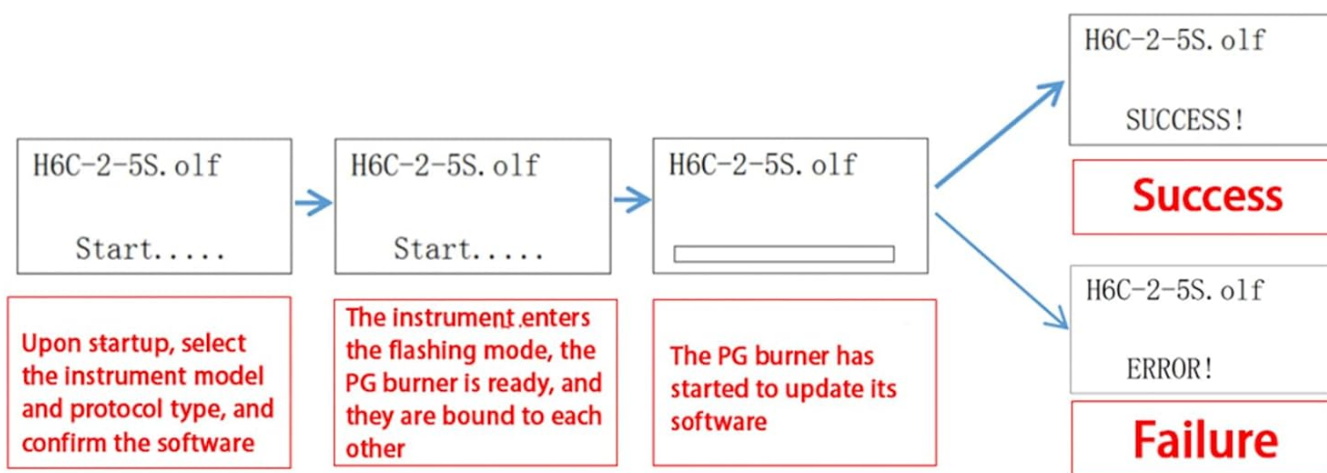 H6C-2-5S.olf
Start.....
Upon startup, select
the instrument model
and protocol type, and
confirm the software
H6C-2-5S.olf
Start.....
The instrument.enters
the flashing mode, the
PG burner is ready, and
they are bound to each
other
H6C-2-5S.olf
The PG burner has
started to update its
software
H6C-2-5S.olf
SUCCESS!
Success
H6C-2-5S.olf
ERROR!
Failure